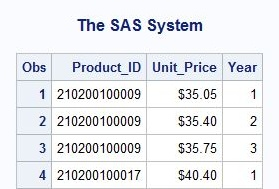 The SAS System
Obs Product_ID Unit_Price Year
1 210200100009 $35.05 1
2 210200100009 $35.40 2
3 210200100009 $35.75 3
4 210200100017 $40.40 1